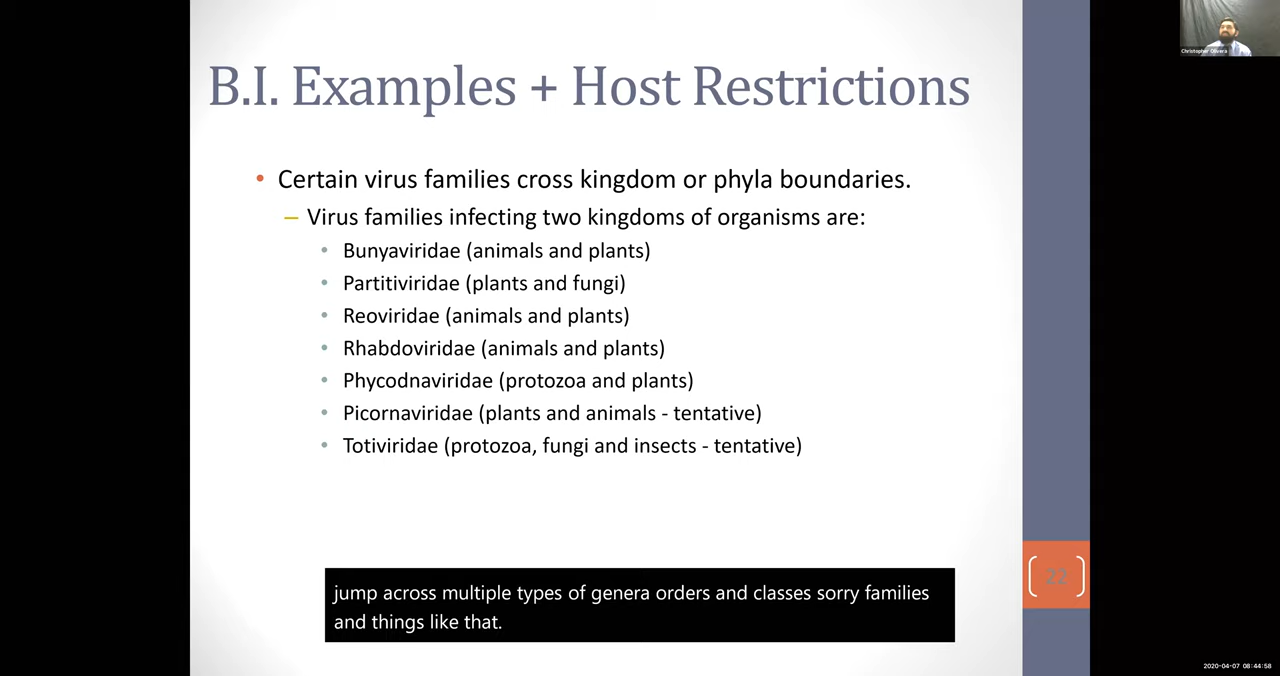 B.I. Examples + Host Restrictions
• Certain virus families cross kingdom or phyla boundaries.
– Virus families infecting two kingdoms of organisms are:
• Bunyaviridae (animals and plants)
• Partitiviridae (plants and fungi)
• Reoviridae (animals and plants)
• Rhabdoviridae (animals and plants)
• Phycodnaviridae (protozoa and plants)
• Picornaviridae (plants and animals - tentative)
• Totiviridae (protozoa, fungi and insects - tentative)
22
jump across multiple types of genera orders and classes sorry families
and things like that.
Christopher Olivera
2020-04-07 08:44:58